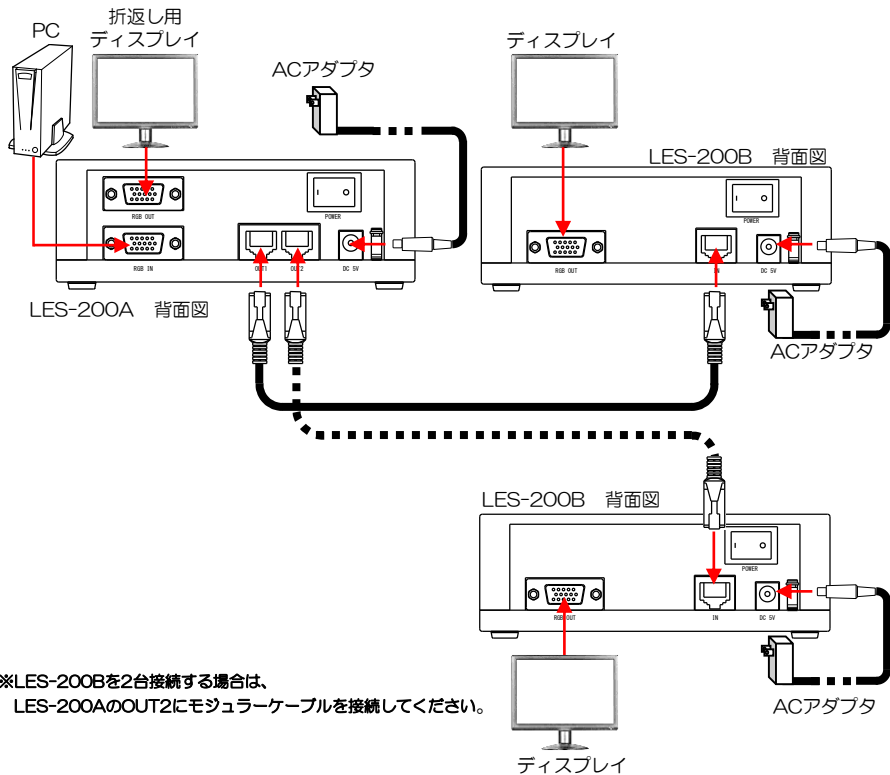 PC
折返し用
ディスプレイ
ACアダプタ
RGB OUT
POWER
RGB IN
OUT1
OUT2
DC 5V
LES-200A 背面図
ディスプレイ
LES-200B 背面図
POWER
RGB OUT
IN
DC 5V
ACアダプタ
LES-200B 背面図
POWER
RGB OUT
IN
DC 5V
ACアダプタ
ディスプレイ
※LES-200Bを2台接続する場合は、
LES-200AのOUT2にモジュラーケーブルを接続してください。